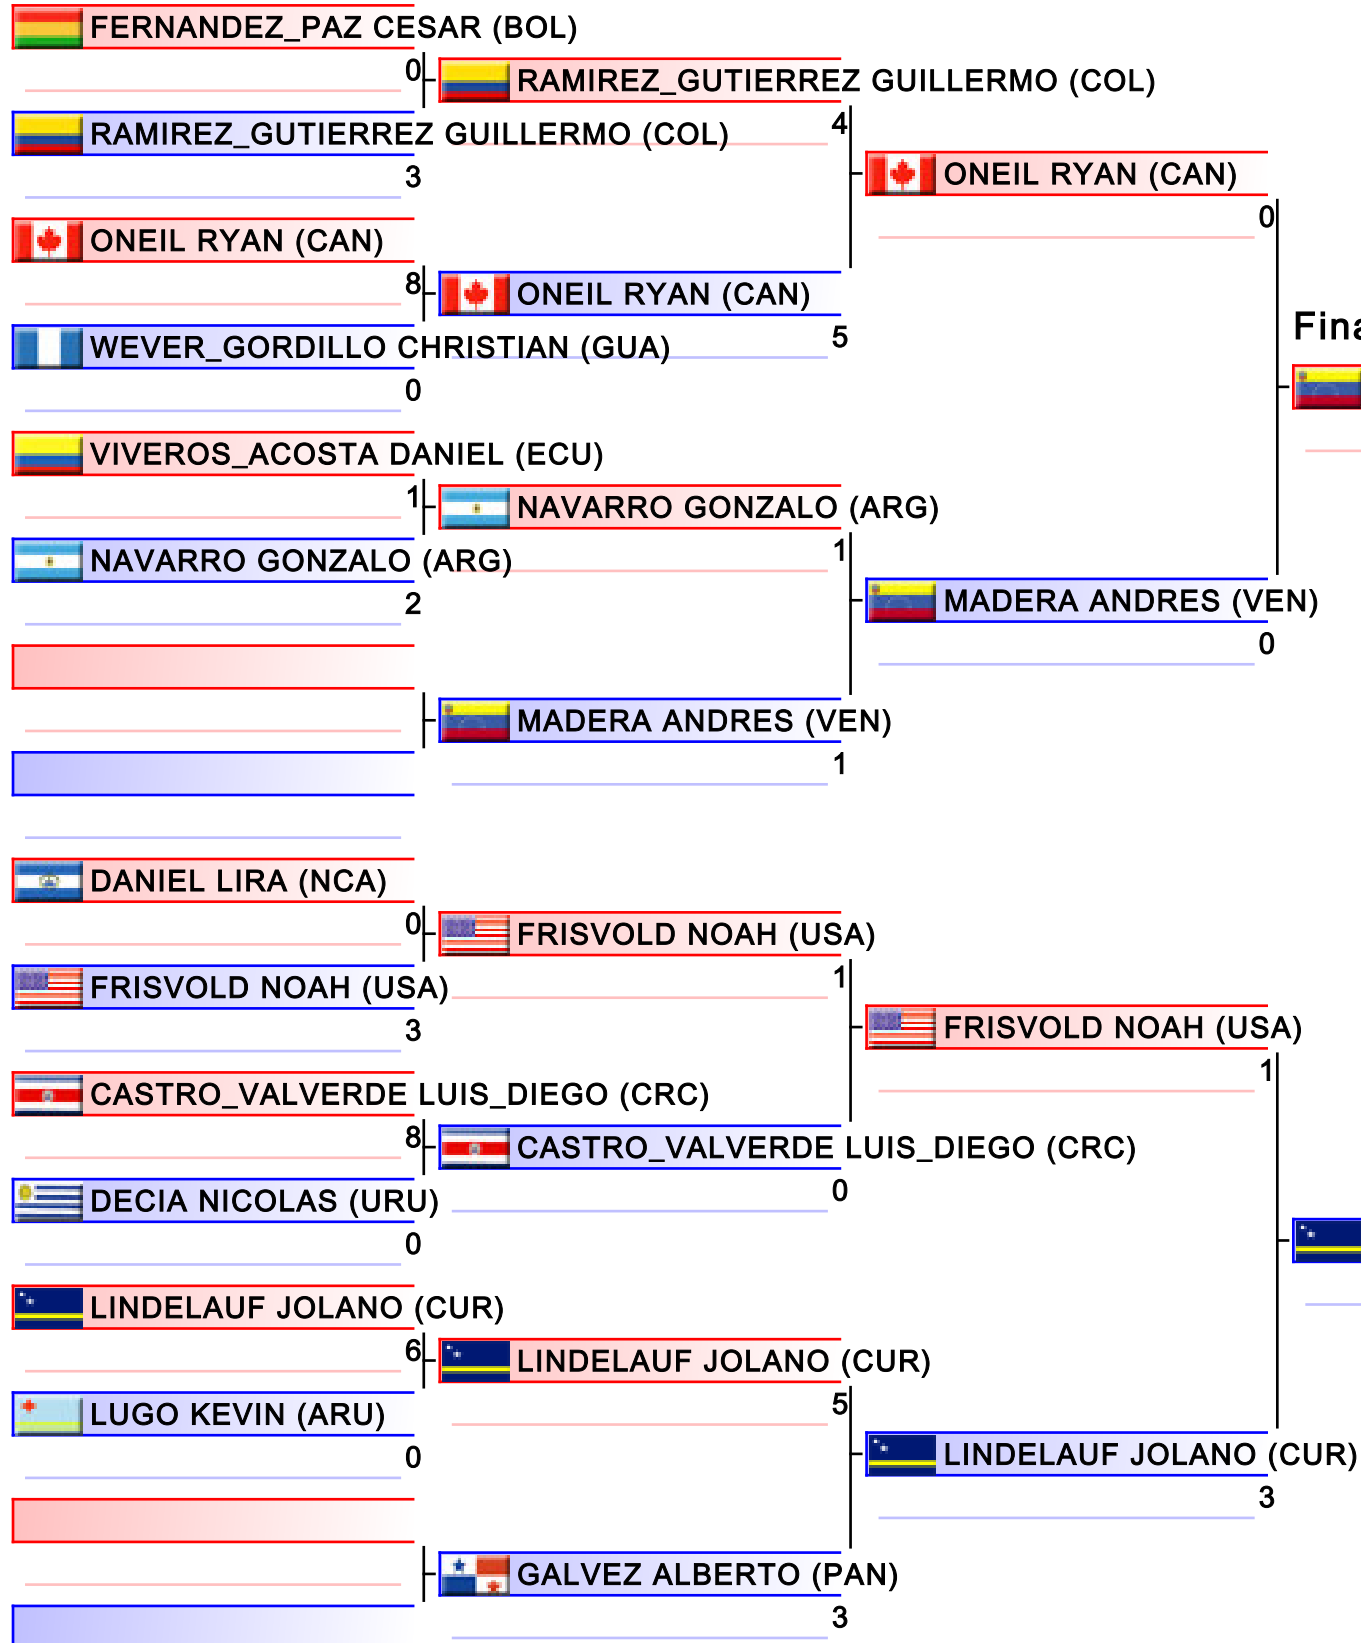 FERNANDEZ_PAZ CESAR (BOL)
0
RAMIREZ_GUTIERREZ GUILLERMO (COL)
RAMIREZ_GUTIERREZ GUILLERMO (COL)
4
3
ONEIL RYAN (CAN)
0
ONEIL RYAN (CAN)
8
ONEIL RYAN (CAN)
5
WEVER_GORDILLO CHRISTIAN (GUA)
0
Fina
VIVEROS_ACOSTA DANIEL (ECU)
1
NAVARRO GONZALO (ARG)
1
NAVARRO GONZALO (ARG)
2
MADERA ANDRES (VEN)
0
MADERA ANDRES (VEN)
1
DANIEL LIRA (NCA)
0
FRISVOLD NOAH (USA)
1
FRISVOLD NOAH (USA)
3
FRISVOLD NOAH (USA)
1
CASTRO_VALVERDE LUIS_DIEGO (CRC)
8
CASTRO_VALVERDE LUIS_DIEGO (CRC)
0
DECIA NICOLAS (URU)
0
LINDELAUF JOLANO (CUR)
6
LINDELAUF JOLANO (CUR)
5
LUGO KEVIN (ARU)
0
LINDELAUF JOLANO (CUR)
3
GALVEZ ALBERTO (PAN)
3